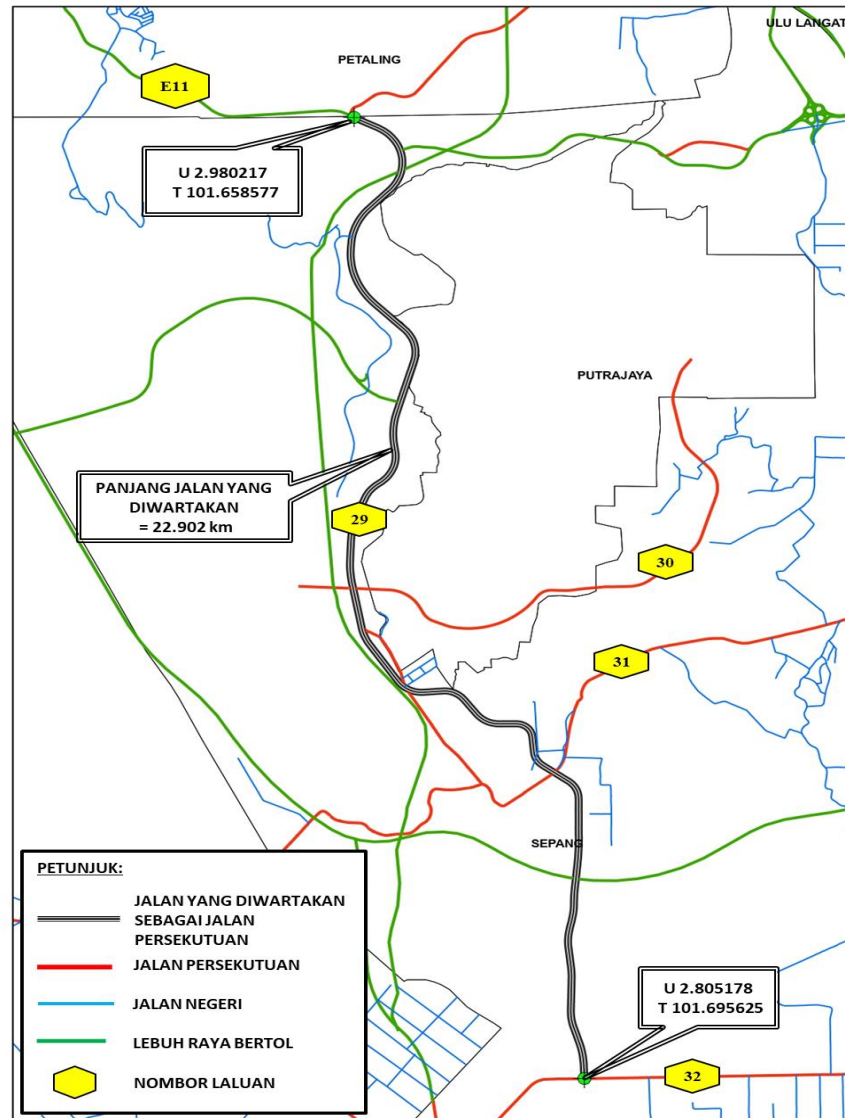 ULU LANGAT
PETALING
E11
U 2.980217
T 101.658577
PUTRAJAYA
PANJANG JALAN YANG
DIWARTAKAN
= 22.902 km
29
30
31
SEPANG
PETUNJUK:
JALAN YANG DIWARTAKAN
SEBAGAI JALAN
PERSEKUTUAN
JALAN PERSEKUTUAN
JALAN NEGERI
LEBUH RAYA BERTOL
NOMBOR LALUAN
U 2.805178
T 101.695625
32